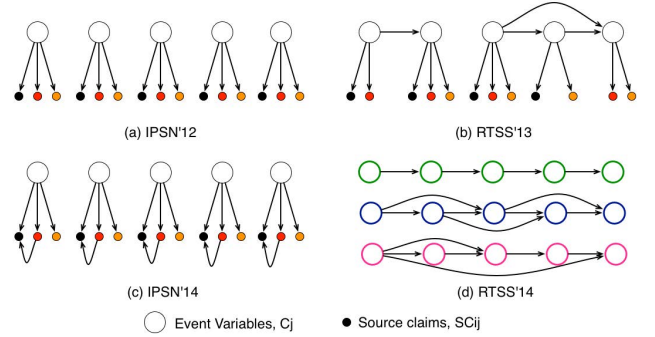 (a) IPSN'12
(b) RTSS'13
(c) IPSN'14
(d) RTSS'14
Event Variables, Cj
Source claims, SCij